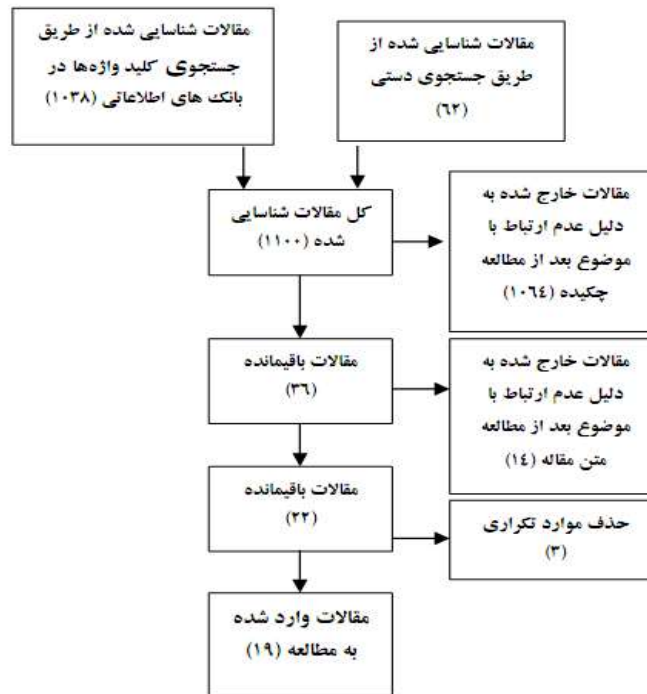 مقالات شناسایی شده از طریق
جستجوی کلید واژه‌ها در
بانک های اطلاعاتی (۱۰۳۸)
مقالات شناسایی شده از
طریق جستجوی دستی
(۶۲)
کل مقالات شناسایی
شده (۱۱۰۰)
مقالات خارج شده به
دلیل عدم ارتباط با
موضوع بعد از مطالعه
چکیده (۱۰۶۴)
مقالات باقیمانده
(۳۶)
مقالات خارج شده به
دلیل عدم ارتباط با
موضوع بعد از مطالعه
متن مقاله (۱۴)
مقالات باقیمانده
(۲۲)
حذف موارد تکراری
(۳)
مقالات وارد شده
به مطالعه (۱۹)